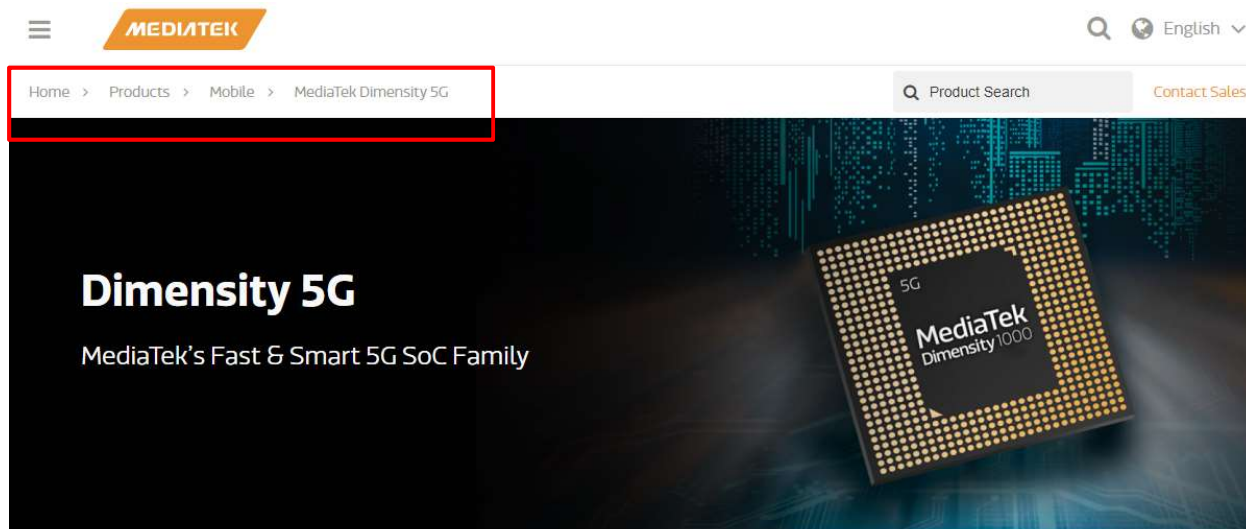 MEDIATEK
English
Home > Products > Mobile > MediaTek Dimensity 5G
Product Search
Contact Sales
Dimensity 5G
MediaTek's Fast & Smart 5G SoC Family
5G
MediaTek
Dimensity 1000